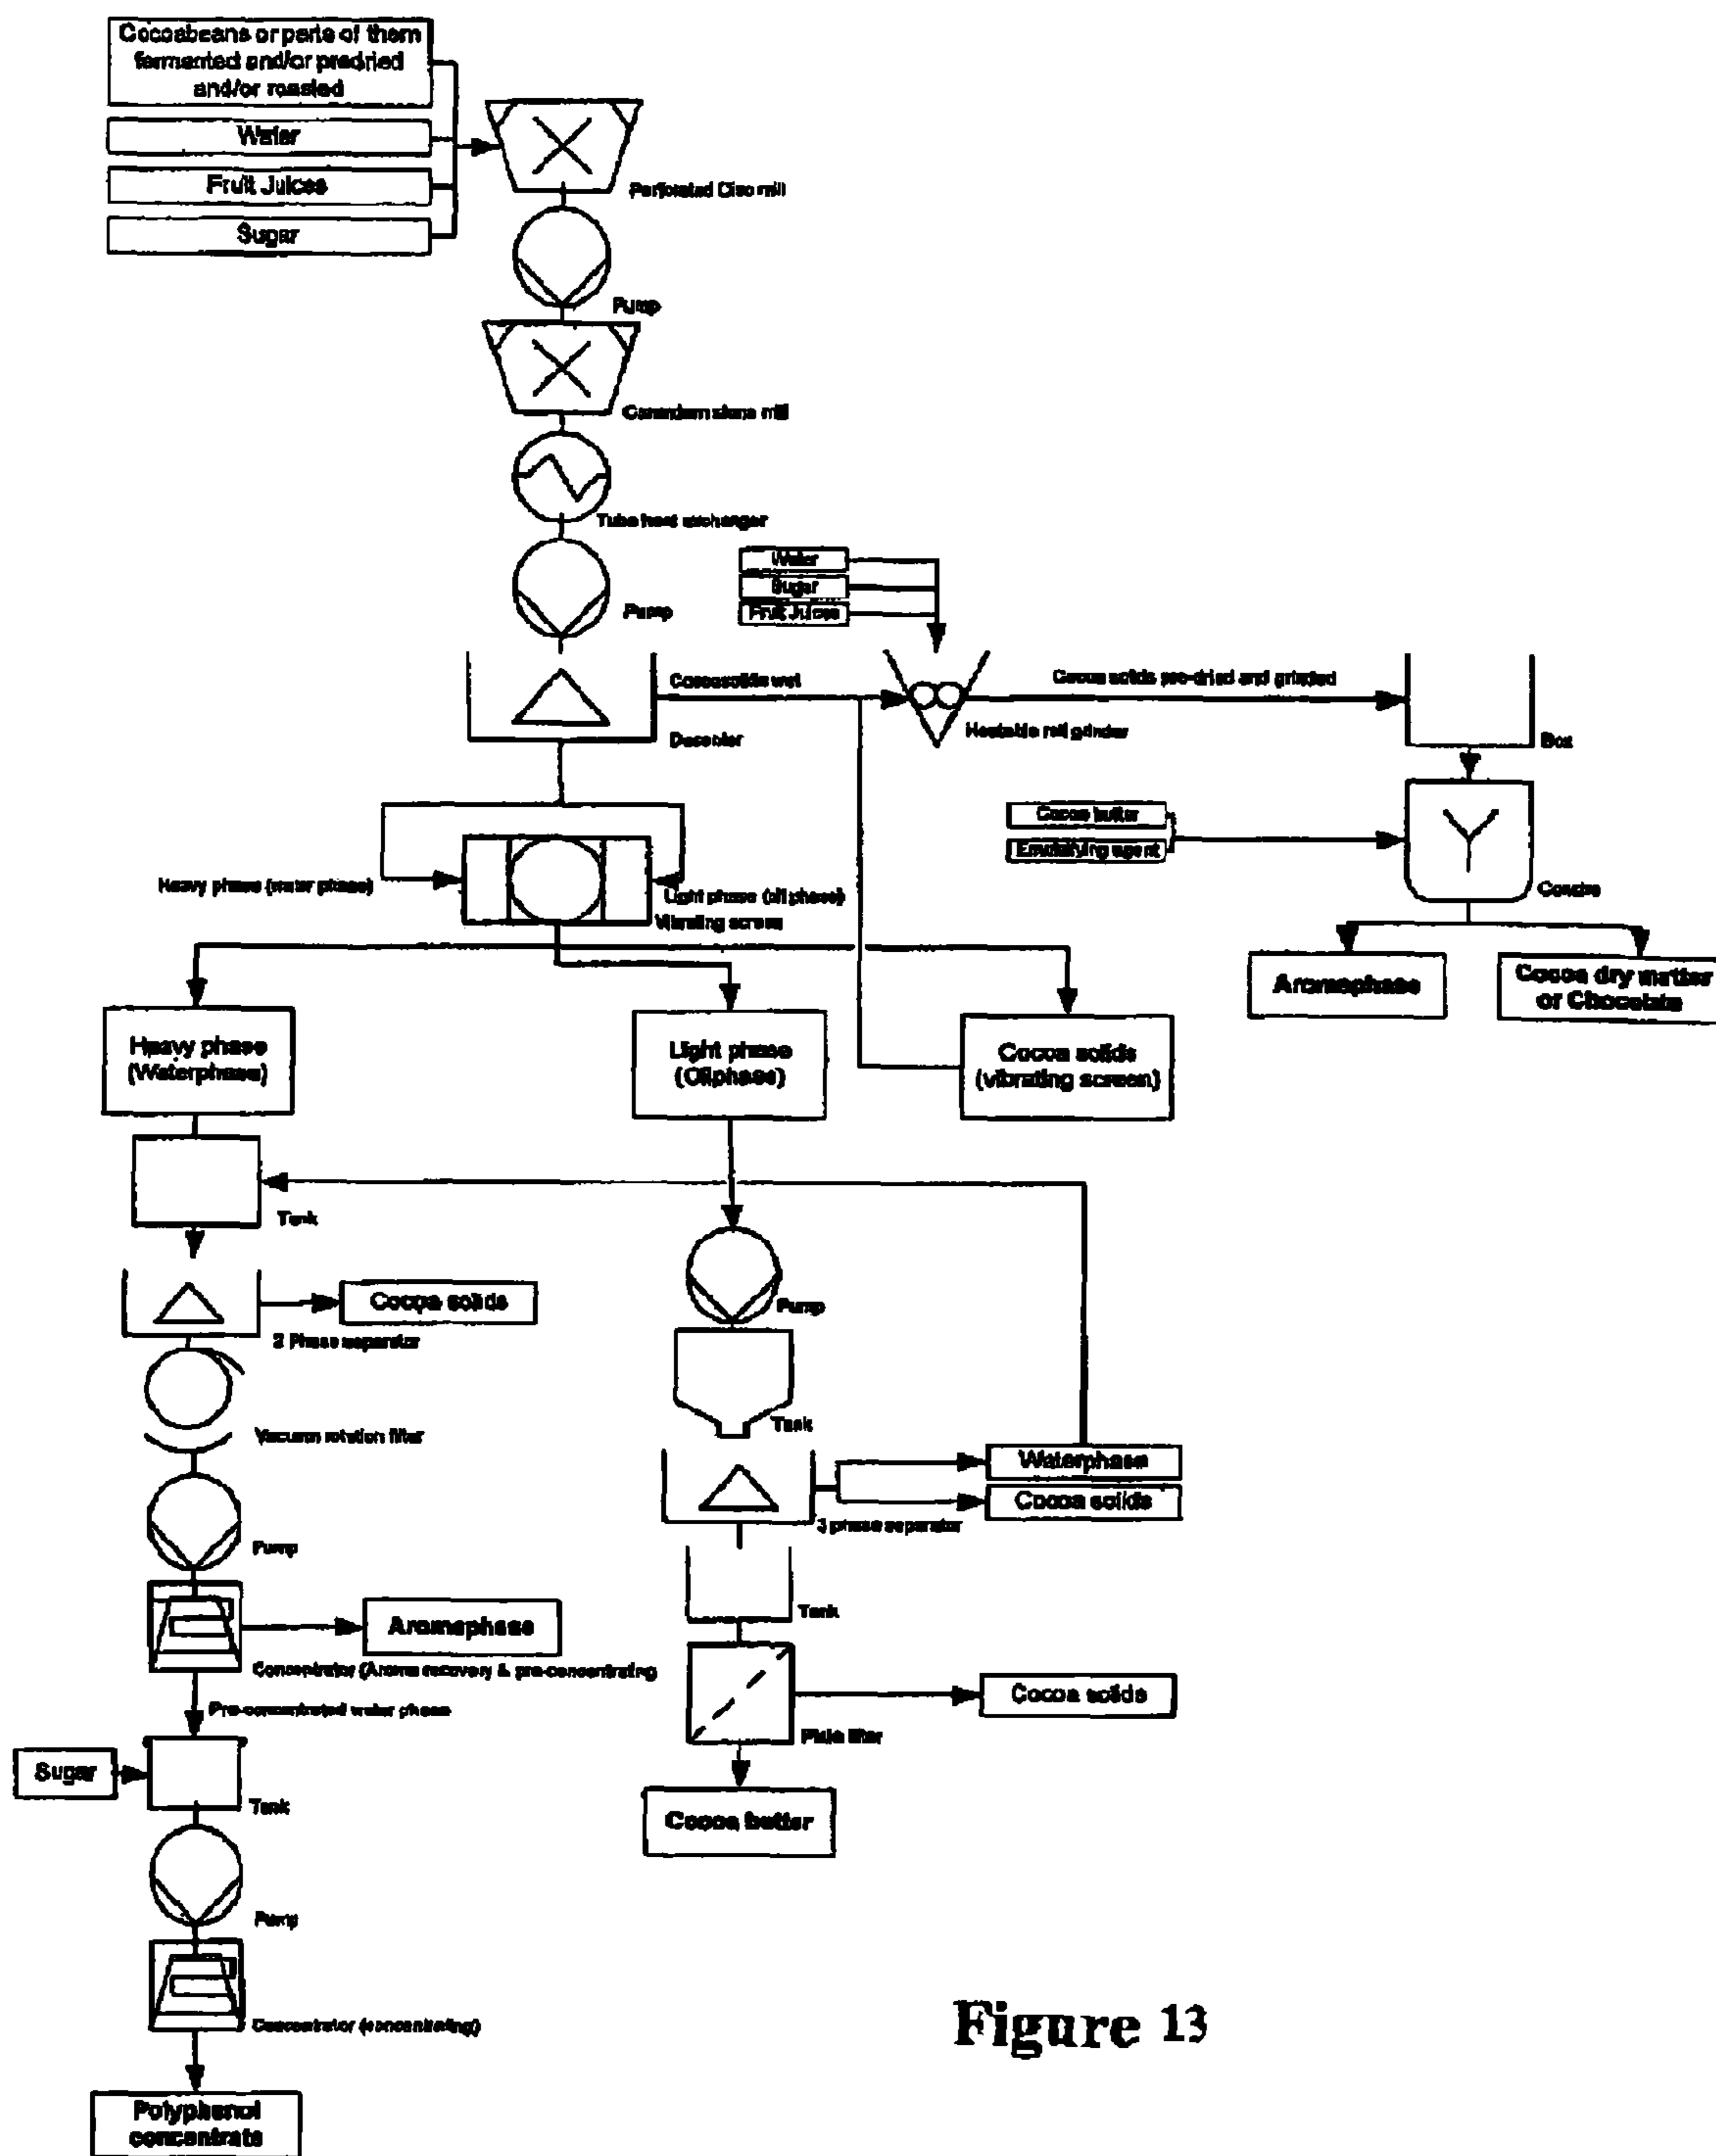 Cocoabeans or parts of them
fermented and/or predried
and/or roasted
Water
Fruit Juices
Sugar
Perforated Disc mill
Pump
stone mill
Tube heat exchanger
Pump
Water
Sugar
Fruit Juices
Cocoasolids wet
Decanter
Heatable roll grinder
Cocoa solids pre-dried and grinded
Box
Cocoa butter
Emulsifying agent
Conche
Heavy phase (water phase)
Light phase (oil phase)
Vibrating screen
Aromaphase
Cocoa dry matter
or Chocolate
Heavy phase
(Waterphase)
Light phase
(Oilphase)
Cocoa solids
(vibrating screen)
Tank
Cocoa solids
2 Phase separator
Pump
Tank
Vacuum rotation filter
Waterphase
Cocoa solids
3 phase separator
Pump
Tank
Aromaphase
Concentrator (Aroma recovery & pre-concentrating
Cocoa solids
Pre-concentrated water phase
Plate filter
Sugar
Tank
Cocoa butter
Pump
Concentrator (concentrating)
Figure 13
Polyphenol
concentrate